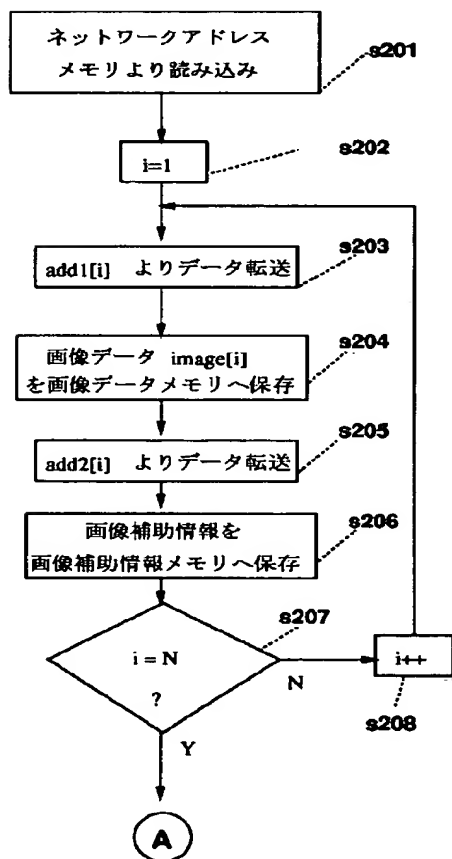 ネットワークアドレス
メモリより読み込み
s201
i=1
s202
add1[i] よりデータ転送
s203
画像データ image[i]
を画像データメモリへ保存
s204
add2[i] よりデータ転送
s205
画像補助情報を
画像補助情報メモリへ保存
s206
i = N
?
s207
N
i++
s208
Y
A